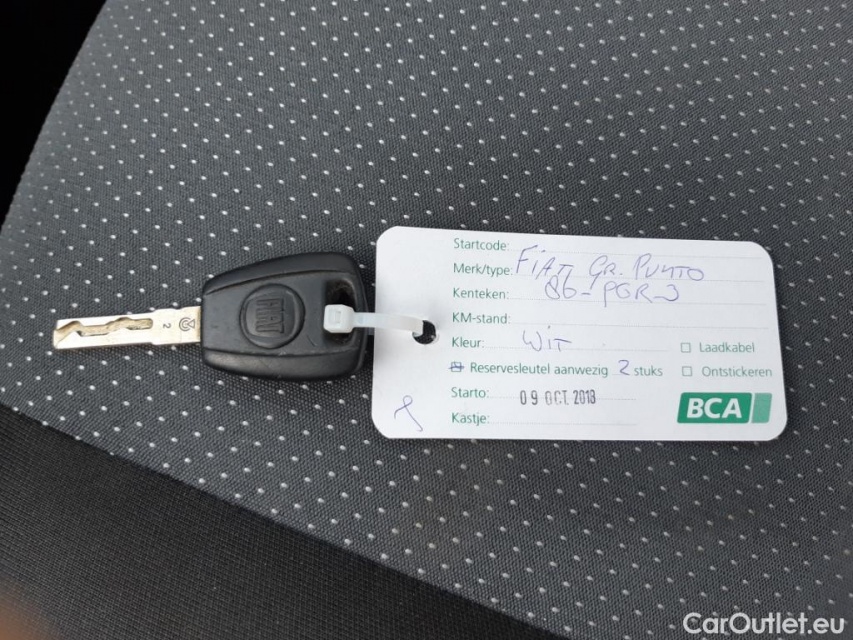 Startcode:
Merk/type: FIAT Gr. Punto
Kenteken: 86-PGR-3
KM-stand:
Kleur: Wit
Laadkabel
Reservesleutel aanwezig 2 stuks
Ontstickeren
Starto: 09 OCT. 2018
BCA
Kastje:
FIAT
2
CarOutlet.eu